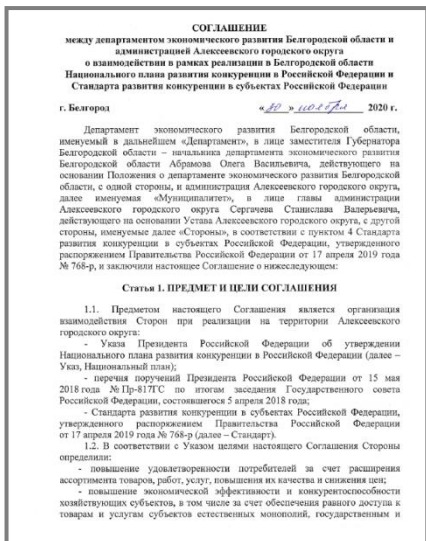 СОГЛАШЕНИЕ
между департаментом экономического развития Белгородской области и
администрацией Алексеевского городского округа
о взаимодействии в рамках реализации в Белгородской области
Национального плана развития конкуренции в Российской Федерации и
Стандарта развития конкуренции в субъектах Российской Федерации
г. Белгород «20» ноября 2020 г.
Департамент экономического развития Белгородской области,
именуемый в дальнейшем «Департамент», в лице заместителя Губернатора
Белгородской области – начальника департамента экономического развития
Белгородской области Абрамова Олега Васильевича, действующего на
основании Положения о департаменте экономического развития Белгородской
области, с одной стороны, и администрация Алексеевского городского округа,
далее именуемая «Муниципалитет», в лице главы администрации
Алексеевского городского округа Сергачева Станислава Валерьевича,
действующего на основании Устава Алексеевского городского округа, с другой
стороны, именуемые далее «Стороны», в соответствии с пунктом 4 Стандарта
развития конкуренции в субъектах Российской Федерации, утвержденного
распоряжением Правительства Российской Федерации от 17 апреля 2019 года
№ 768-р, и заключили настоящее Соглашение о нижеследующем:
Статья 1. ПРЕДМЕТ И ЦЕЛИ СОГЛАШЕНИЯ
1.1. Предметом настоящего Соглашения является организация
взаимодействия Сторон при реализации на территории Алексеевского
городского округа:
- Указа Президента Российской Федерации об утверждении
Национального плана развития конкуренции в Российской Федерации (далее –
Указ, Национальный план);
- перечня поручений Президента Российской Федерации от 15 мая
2018 года № Пр-817ГС по итогам заседания Государственного совета
Российской Федерации, состоявшегося 5 апреля 2018 года;
- Стандарта развития конкуренции в субъектах Российской Федерации,
утвержденного распоряжением Правительства Российской Федерации
от 17 апреля 2019 года № 768-р (далее – Стандарт).
1.2. В соответствии с Указом целями настоящего Соглашения Стороны
определили:
- повышение удовлетворенности потребителей за счет расширения
ассортимента товаров, работ, услуг, повышения их качества и снижения цен;
- повышение экономической эффективности и конкурентоспособности
хозяйствующих субъектов, в том числе за счет обеспечения равного доступа к
товарам и услугам субъектов естественных монополий, государственным и